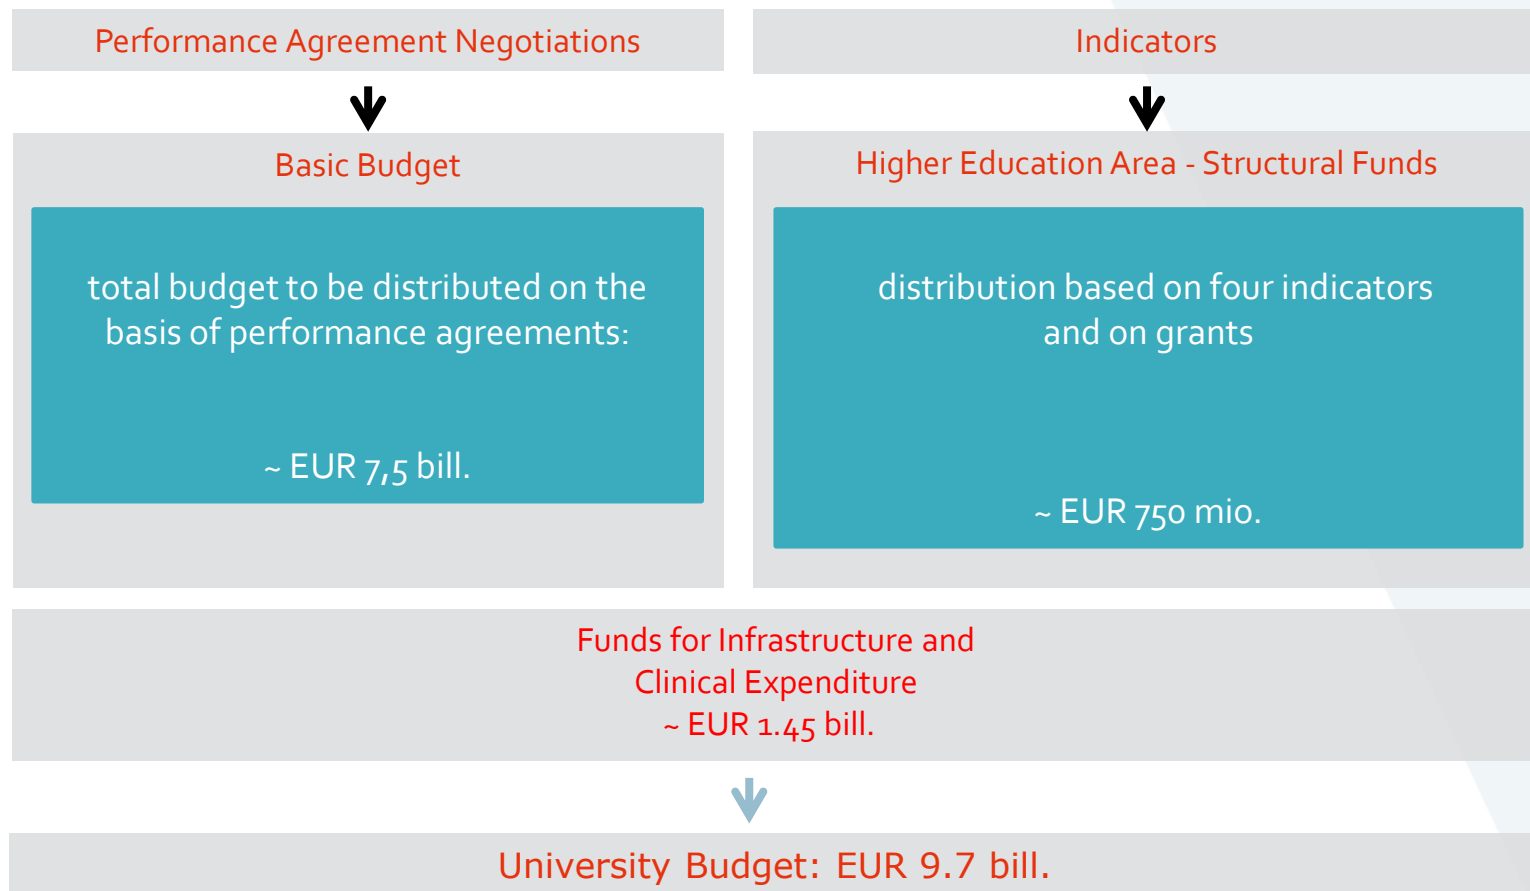 Performance Agreement Negotiations
Basic Budget
total budget to be distributed on the
basis of performance agreements:
~ EUR 7,5 bill.
Indicators
Higher Education Area - Structural Funds
distribution based on four indicators
and on grants
~ EUR 750 mio.
Funds for Infrastructure and
Clinical Expenditure
~ EUR 1.45 bill.
University Budget: EUR 9.7 bill.